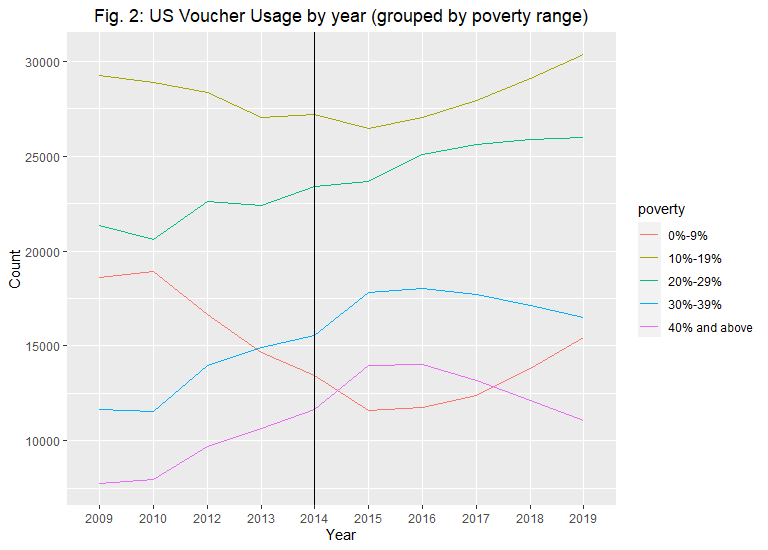 Fig. 2: US Voucher Usage by year (grouped by poverty range)
30000
25000
20000
15000
10000
Count
2009 2010 2012 2013 2014 2015 2016 2017 2018 2019
Year
poverty
0%-9%
10%-19%
20%-29%
30%-39%
40% and above